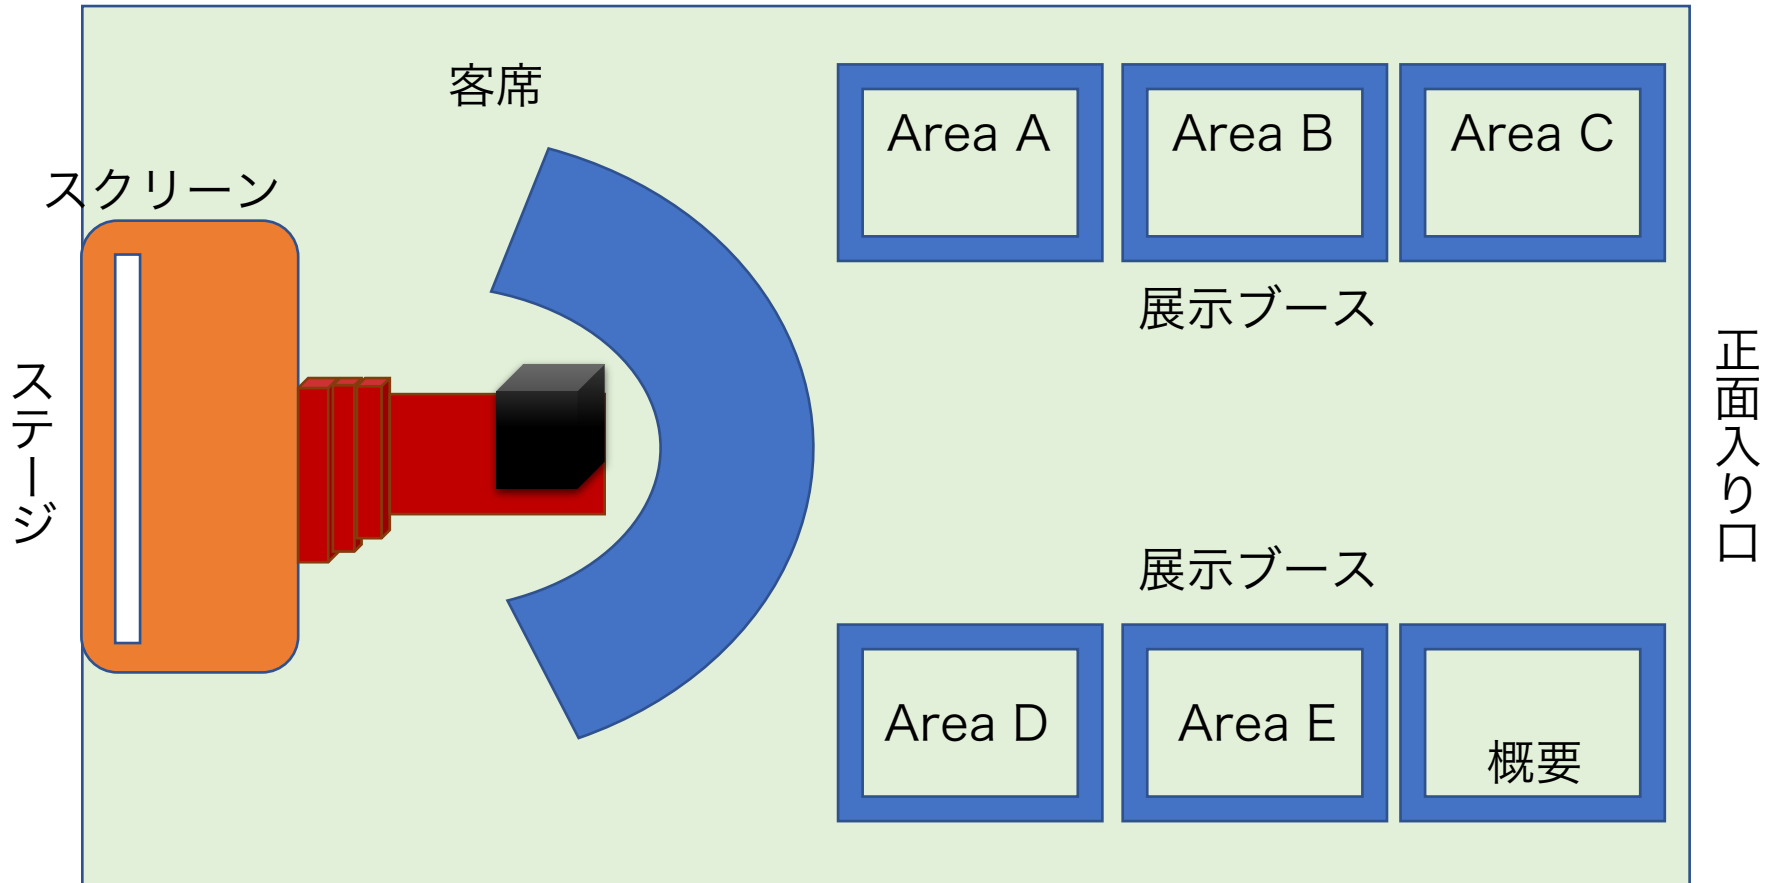 客席
スクリーン
ステージ
Area A
Area B
Area C
展示ブース
展示ブース
Area D
Area E
概要
正面入り口